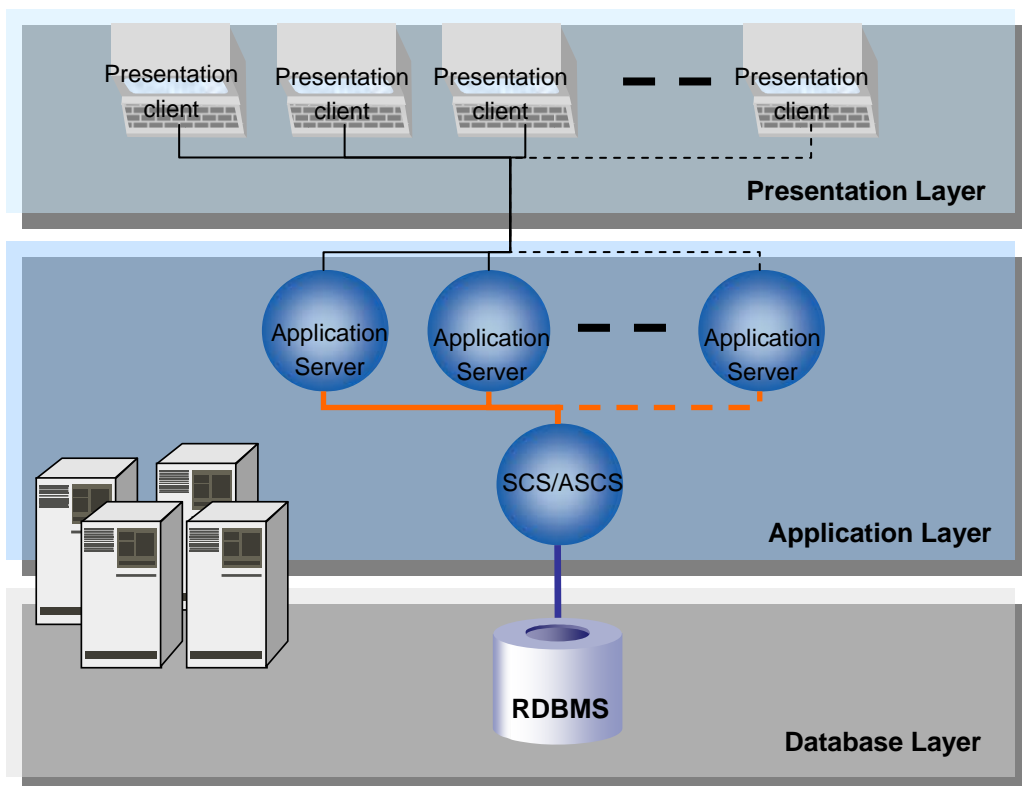 Presentation
client
Presentation
client
Presentation
client
Presentation
client
Presentation Layer
Application
Server
Application
Server
Application
Server
SCS/ASCS
Application Layer
RDBMS
Database Layer